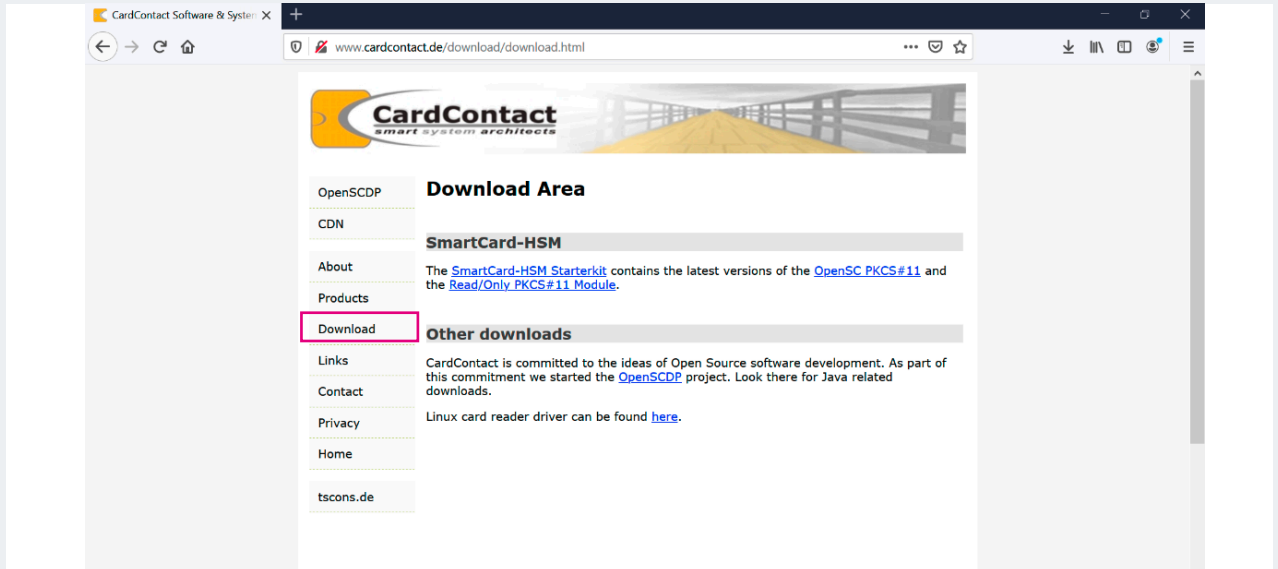 CardContact Software & System
www.cardcontact.de/download/download.html
CardContact
smart system architects
OpenSCDP
CDN
About
Products
Download
Links
Contact
Privacy
Home
tscons.de
Download Area
SmartCard-HSM
The SmartCard-HSM Starterkit contains the latest versions of the OpenSC PKCS#11 and
the Read/Only PKCS#11 Module.
Other downloads
CardContact is committed to the ideas of Open Source software development. As part of
this commitment we started the OpenSCDP project. Look there for Java related
downloads.
Linux card reader driver can be found here.